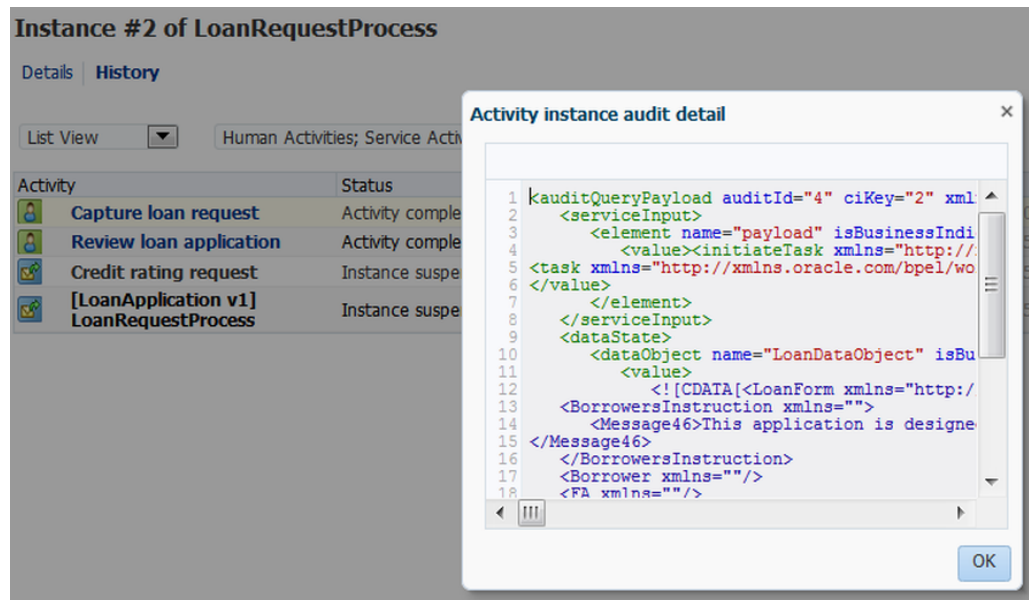 Instance #2 of LoanRequestProcess
Details History
List View
Human Activities; Service Activ
Activity Status
Capture loan request Activity comple
Review loan application Activity comple
Credit rating request Instance suspe
[LoanApplication v1]
LoanRequestProcess Instance suspe
Activity instance audit detail
1 <auditQueryPayload auditId="4" ciKey="2" xml
2 <serviceInput>
3 <element name="payload" isBusinessIndi
4 <value><initiateTask xmlns="http://
5 <task xmlns="http://xmlns.oracle.com/bpel/wo
6 </value>
7 </element>
8 </serviceInput>
9 <dataState>
10 <dataObject name="LoanDataObject" isBu
11 <value>
12 <![CDATA[<LoanForm xmlns="http:/
13 <BorrowersInstruction xmlns="">
14 <Message46>This application is designe
15 </Message46>
16 </BorrowersInstruction>
17 <Borrower xmlns=""/>
18 <FA xmlns=""/>
OK